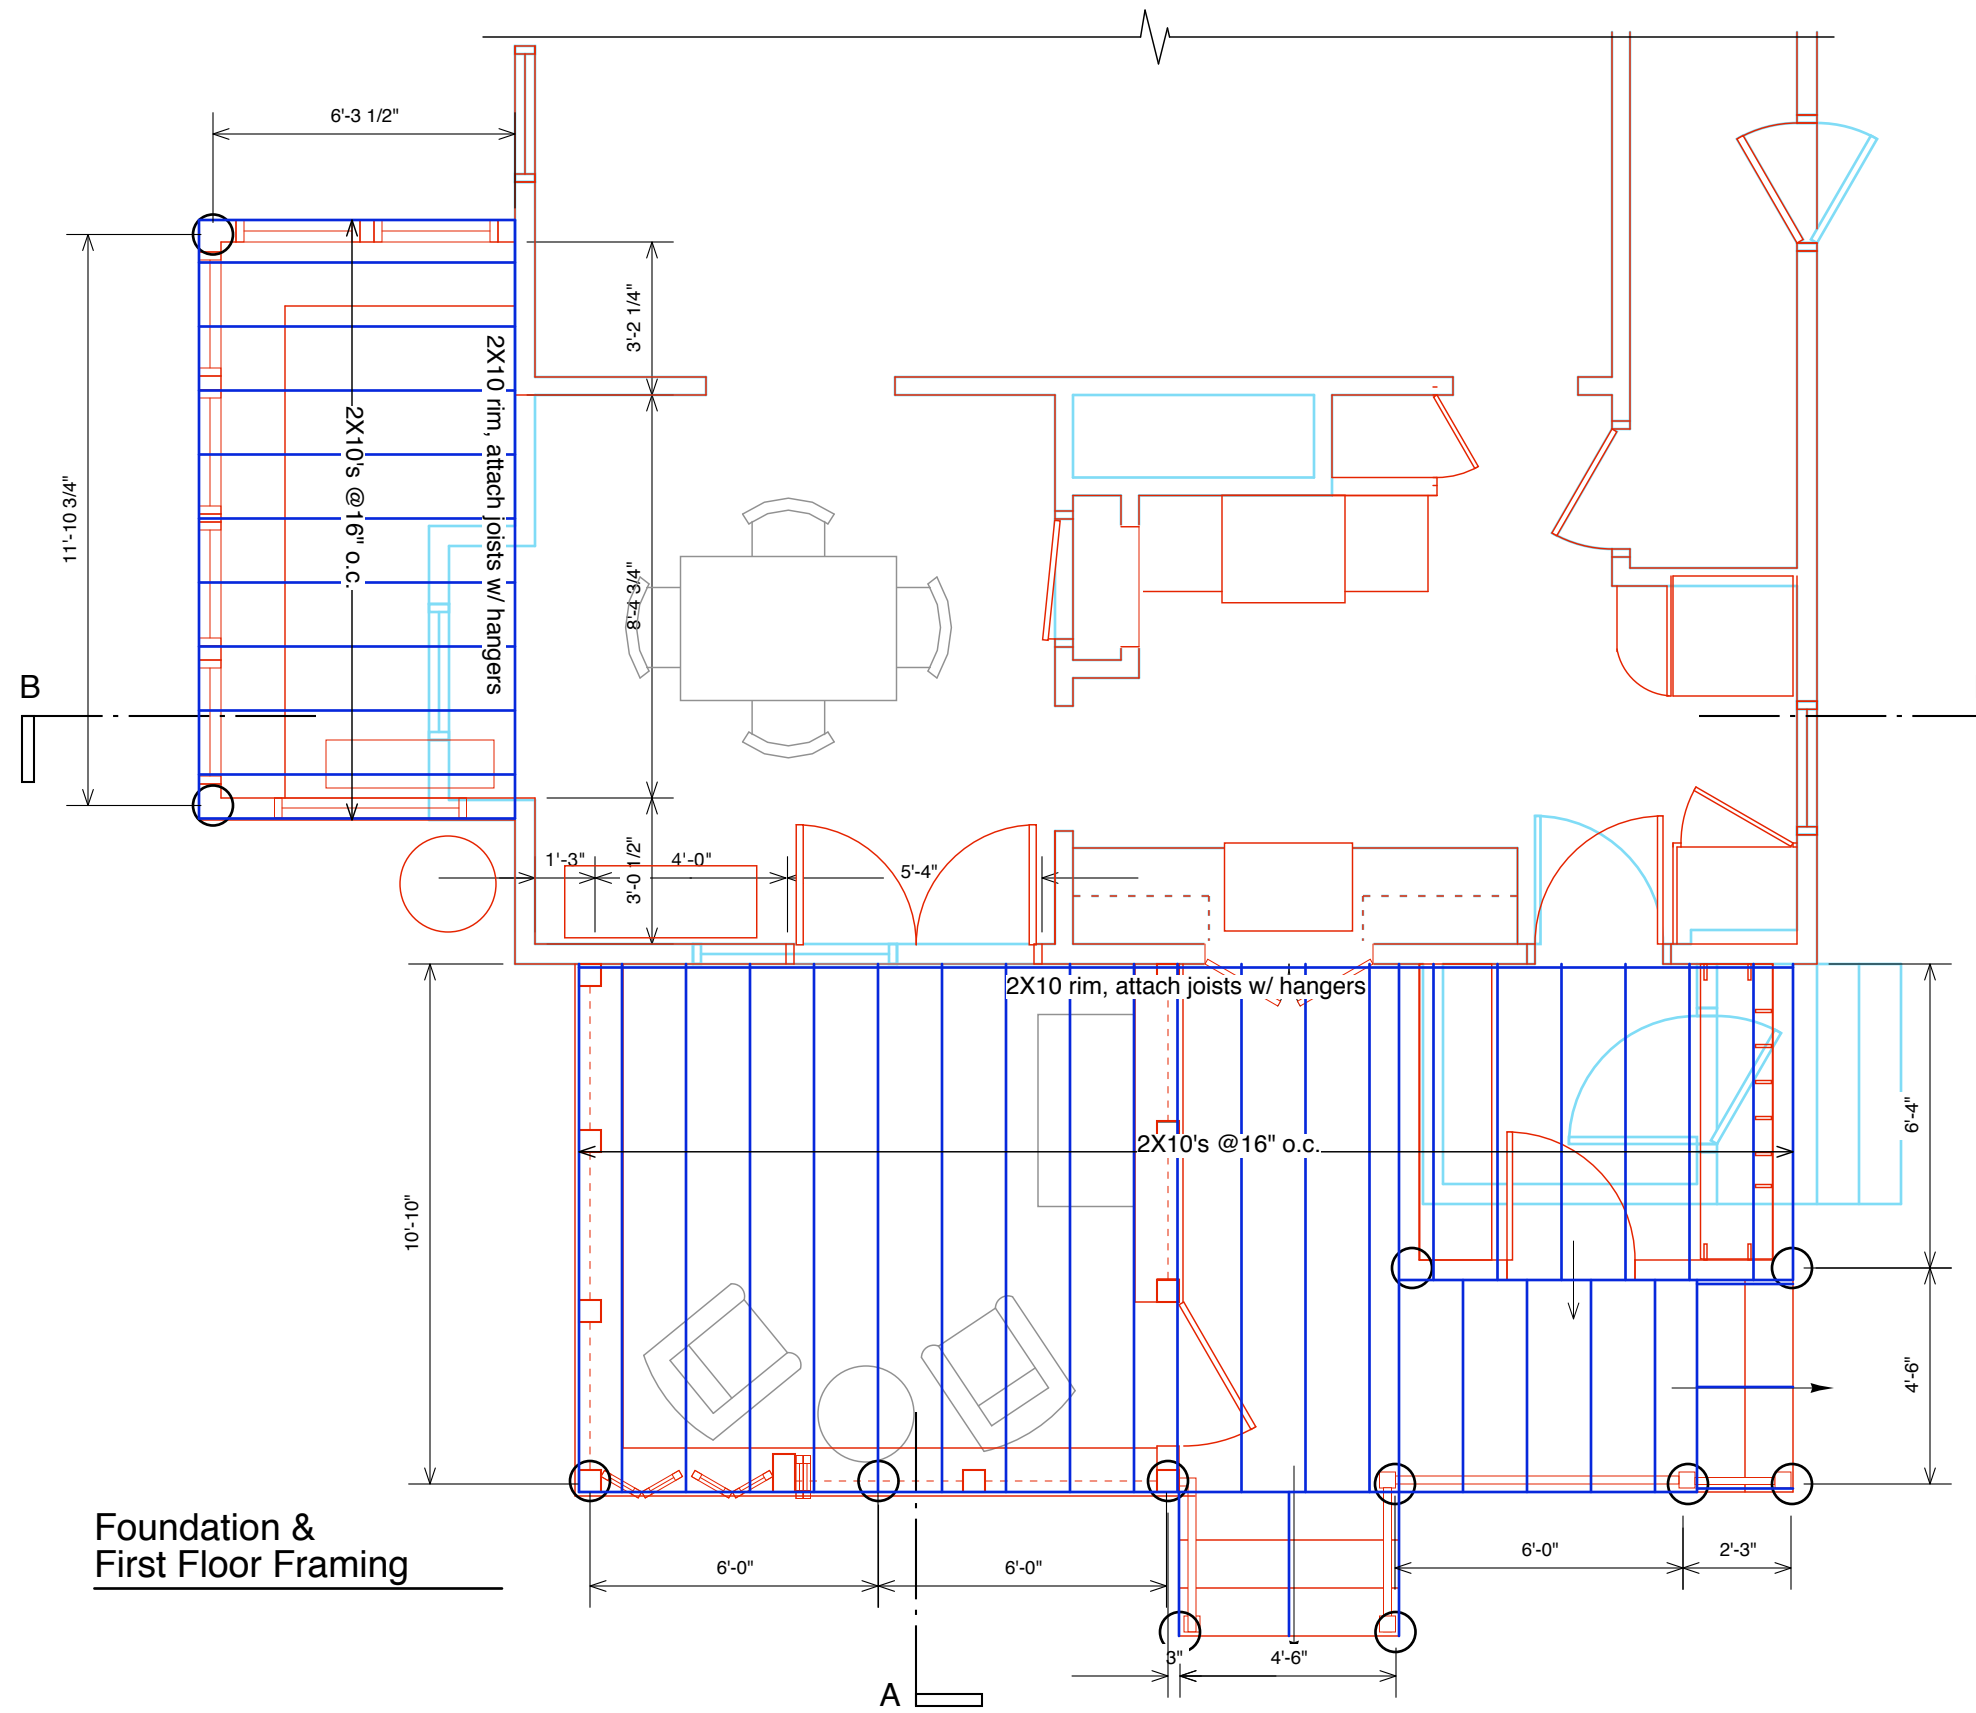 6'-3 1/2"
3'-2 1/4"
2X10 rim, attach joists w/ hangers
2X10's @16" o.c.
11'-10 3/4"
8'-4 3/4"
B
1'-3"
3'-0 1/2"
4'-0"
5'-4"
2X10 rim, attach joists w/ hangers
6'-4"
2X10's @16" o.c.
10'-10"
4'-6"
Foundation &
First Floor Framing
6'-0"
6'-0"
6'-0"
2'-3"
3"
4'-6"
A